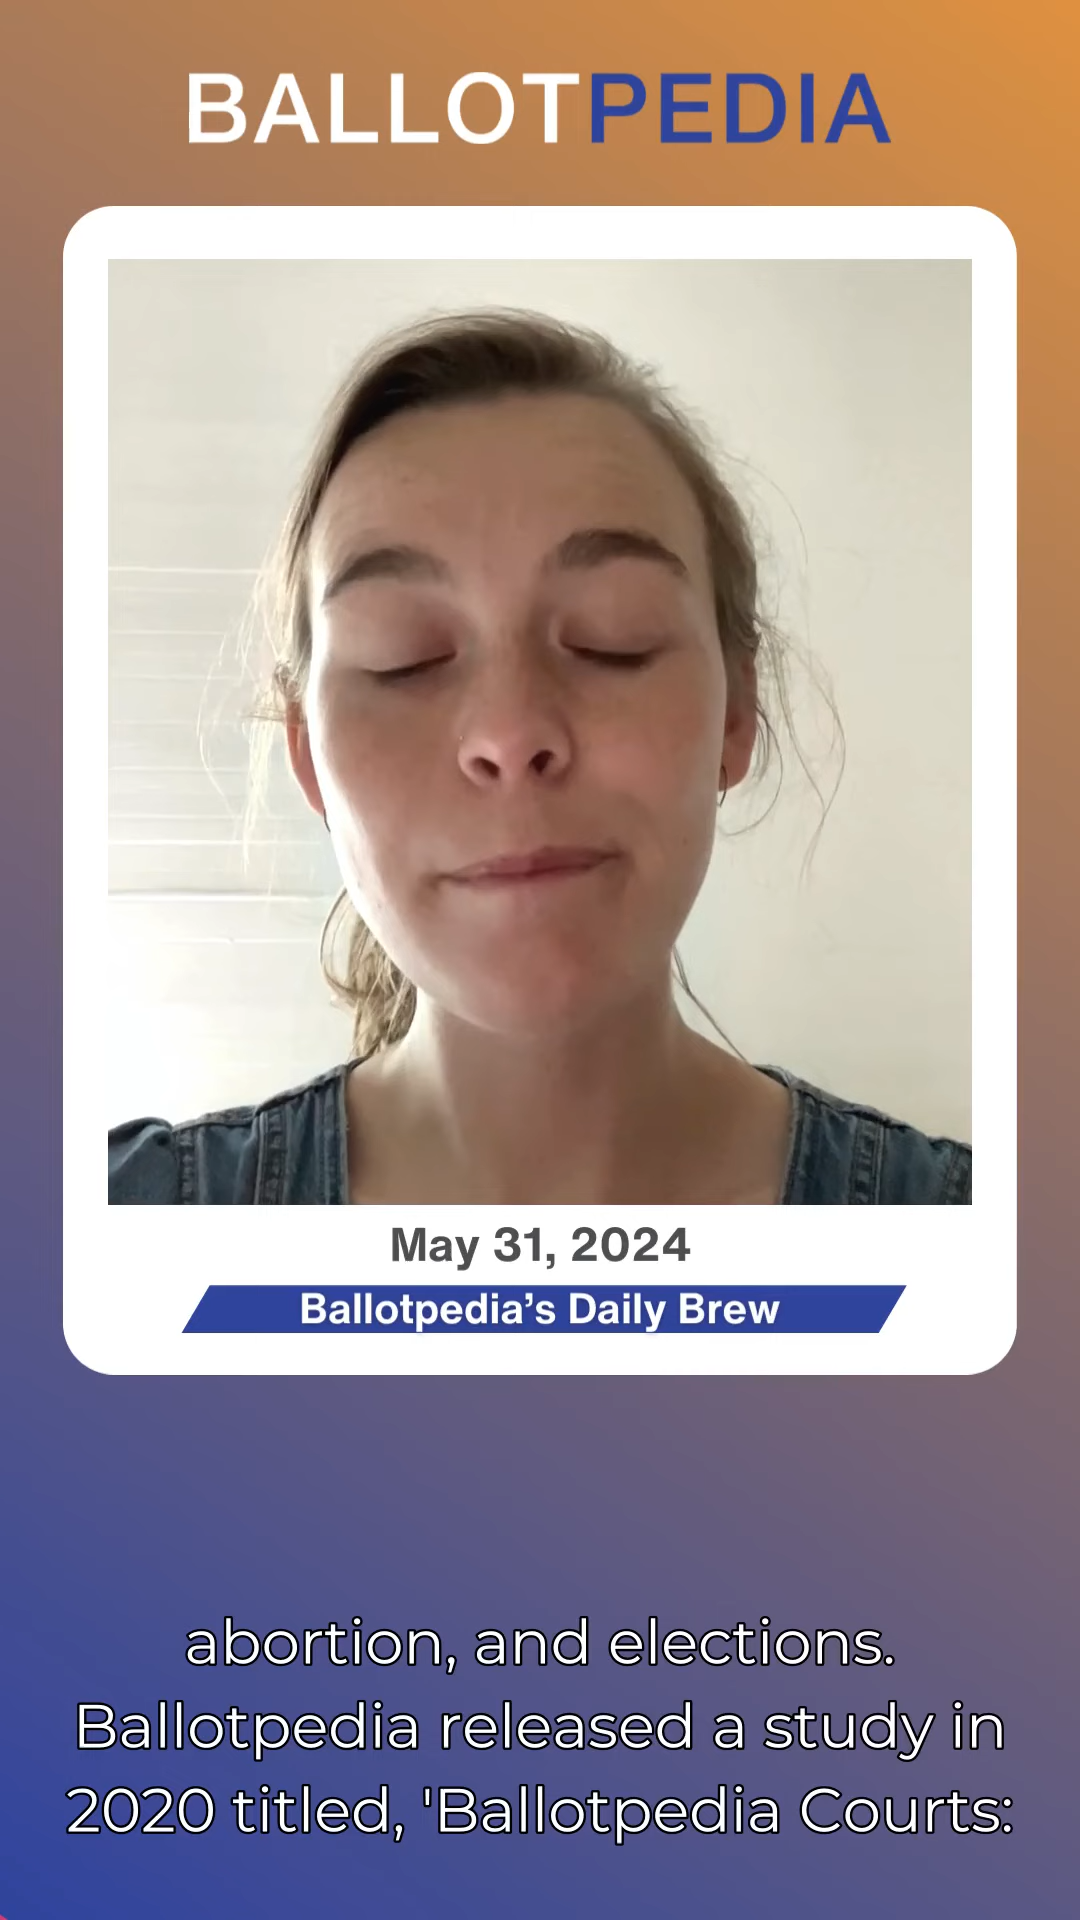 BALLOTPEDIA
May 31, 2024
Ballotpedia’s Daily Brew
abortion, and elections.
Ballotpedia released a study in
2020 titled, 'Ballotpedia Courts: